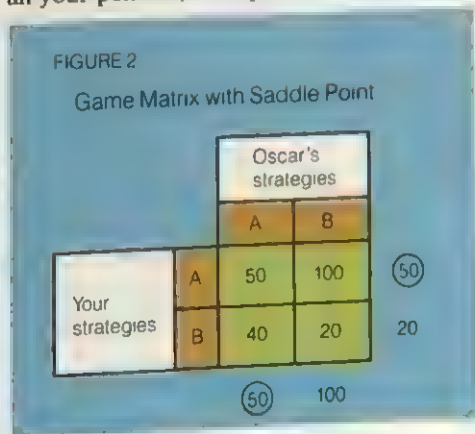 FIGURE 2
Game Matrix with Saddle Point
Oscar's
strategies
A B
A 50 100 50
Your
strategies
B 40 20 20
50 100